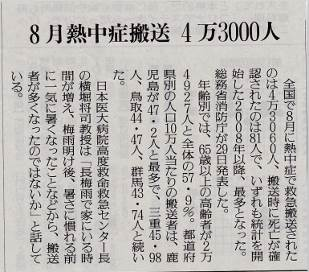 8月熱中症搬送 4万3000人
全国で8月に熱中症で救急搬送された
のは4万3060人、搬送時に死亡が確
認されたのは81人で、いずれも統計を開
始した2008年以降、最多となった。
総務省消防庁が29日発表した。
年齢別では、65歳以上の高齢者が2万
4927人と全体の57・9%。都道府
県別の人口10万人当たりの搬送者は、鹿
児島が47・2人と最多で、三重45・98
人、鳥取44・47人、群馬43・74人と続い
た。
日本医大病院高度救命救急センター長
の横堀将司教授は「長梅雨で家にいる時
間が増え、梅雨明け後、暑さに慣れる前
に一気に暑くなったことなどから、搬送
者が多くなったのではないか」と話して
いる。